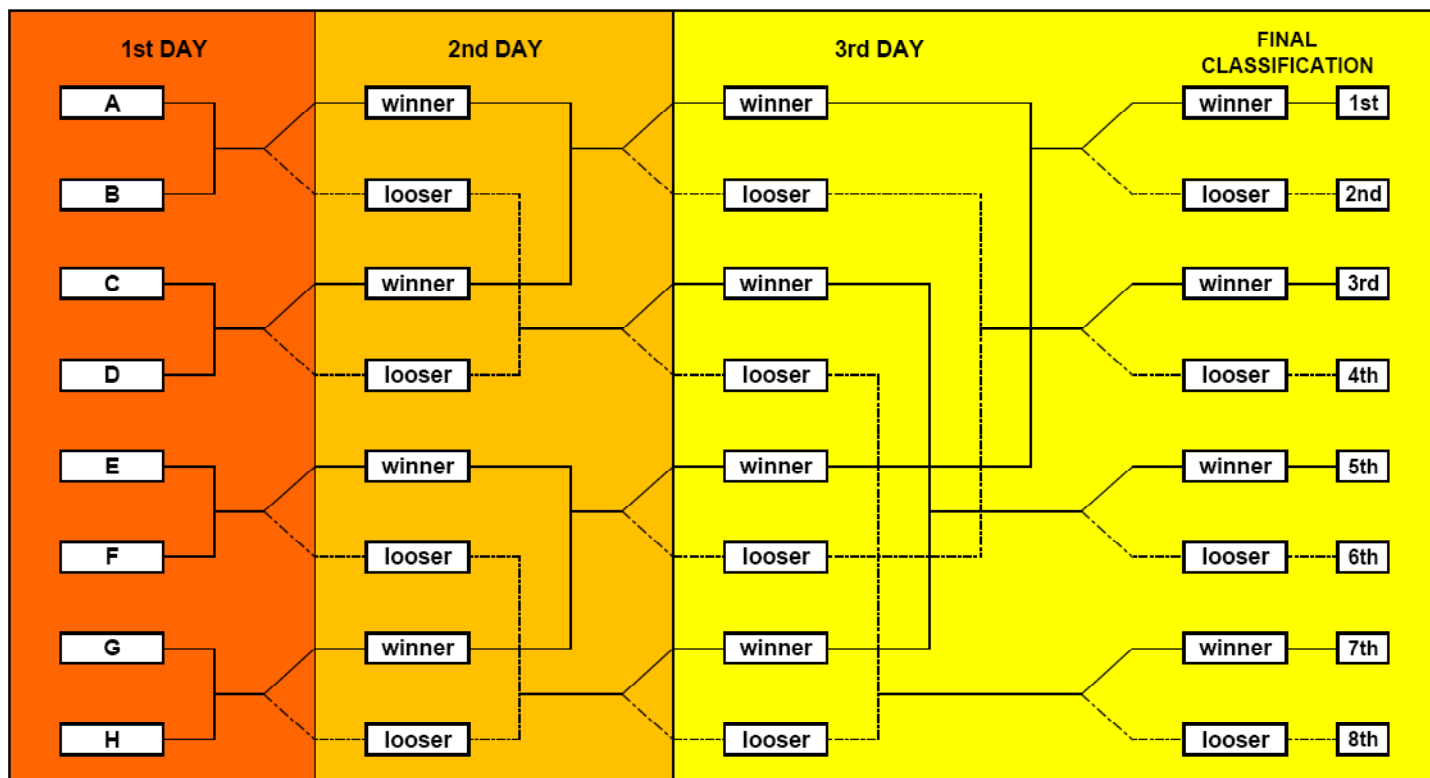 1st DAY 2nd DAY 3rd DAY FINAL
CLASSIFICATION
A winner winner winner 1st
B looser looser looser 2nd
C winner winner winner 3rd
D looser looser looser 4th
E winner winner winner 5th
F looser looser looser 6th
G winner winner winner 7th
H looser looser looser 8th